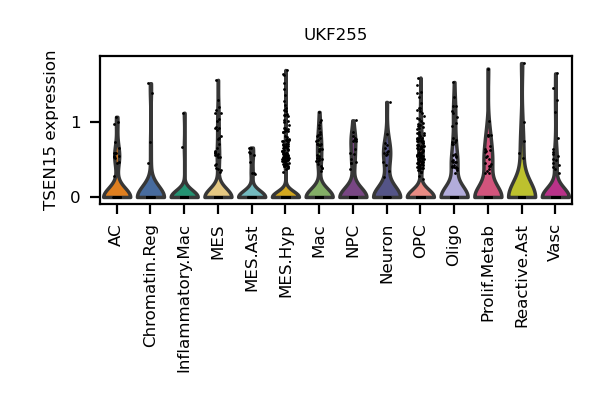 UKF255
TSEN15 expression
1
0
AC
Chromatin.Reg
Inflammatory.Mac
MES
MES.Ast
MES.Hyp
Mac
NPC
Neuron
OPC
Oligo
Prolif.Metab
Reactive.Ast
Vasc